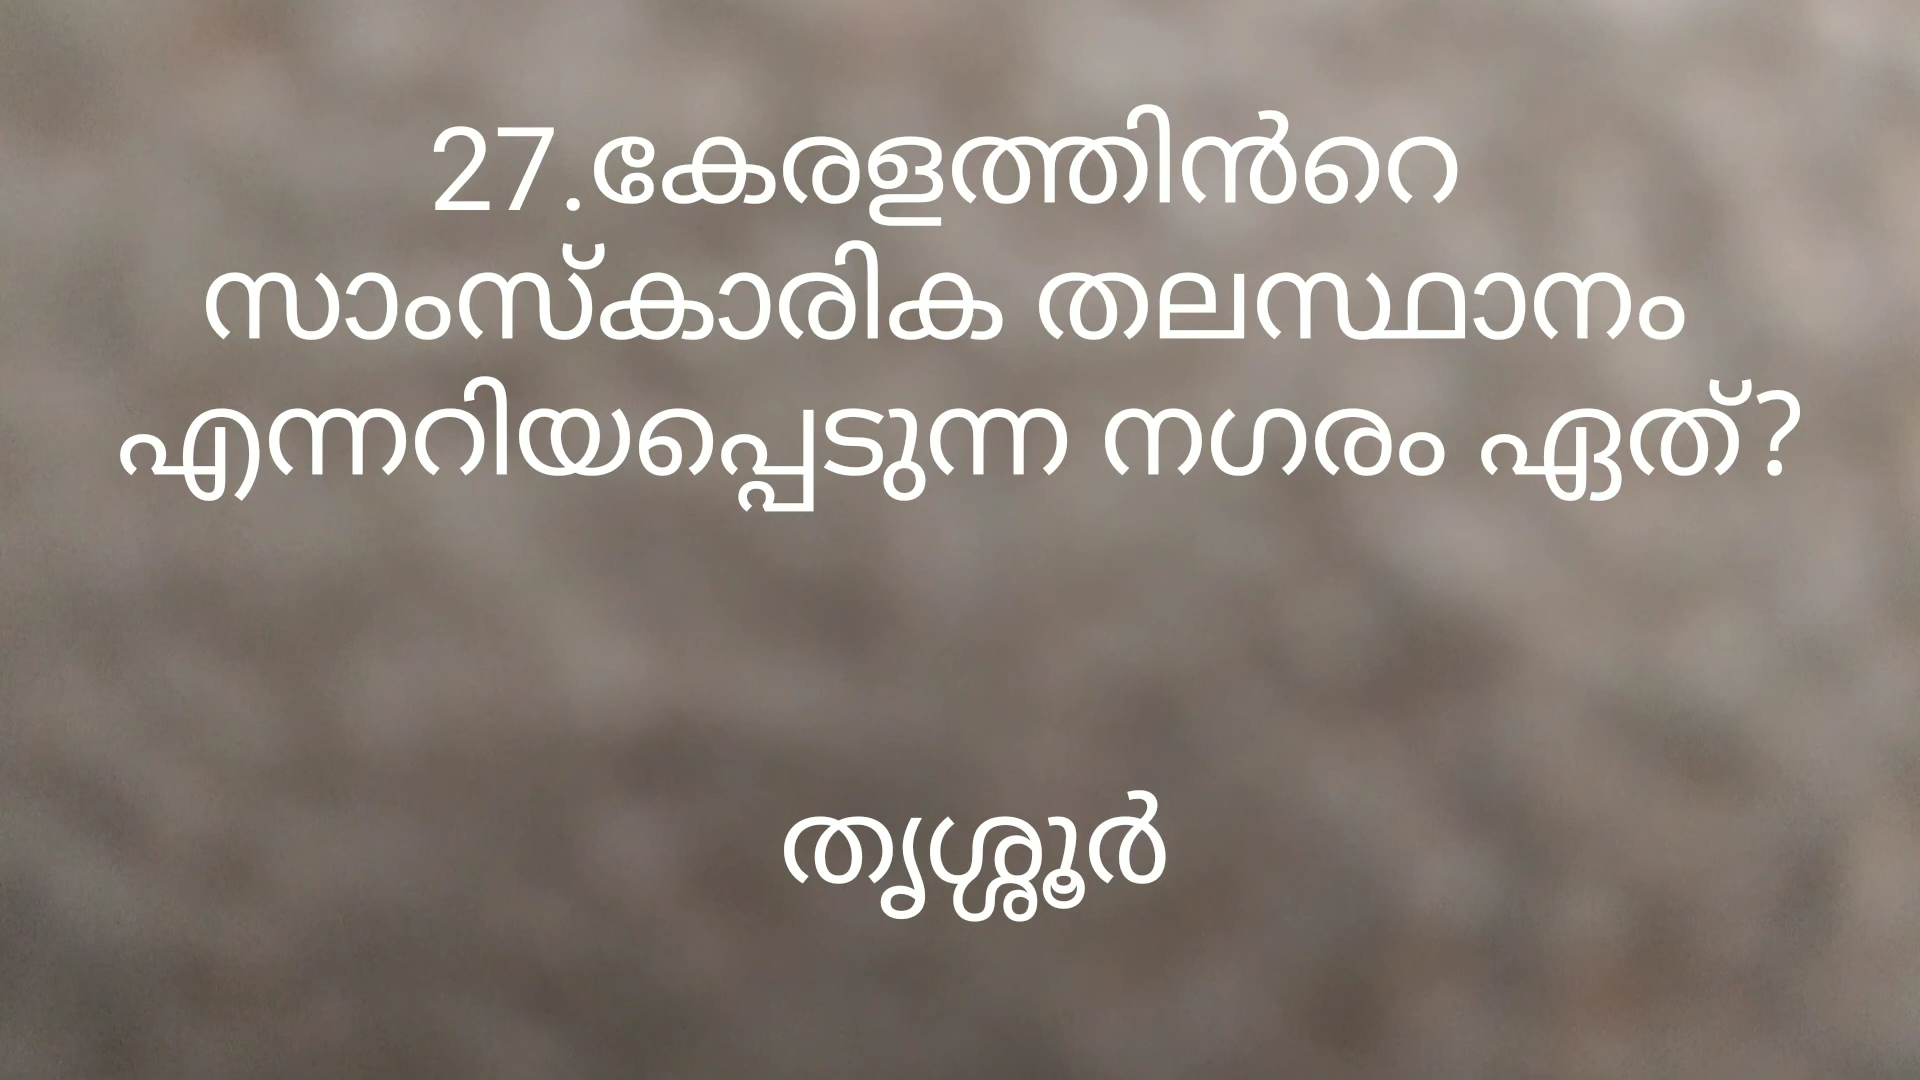 27.കേരളത്തിൻറെ
സാംസ്കാരിക തലസ്ഥാനം
എന്നറിയപ്പെടുന്ന നഗരം ഏത്?
തൃശ്ശൂർ